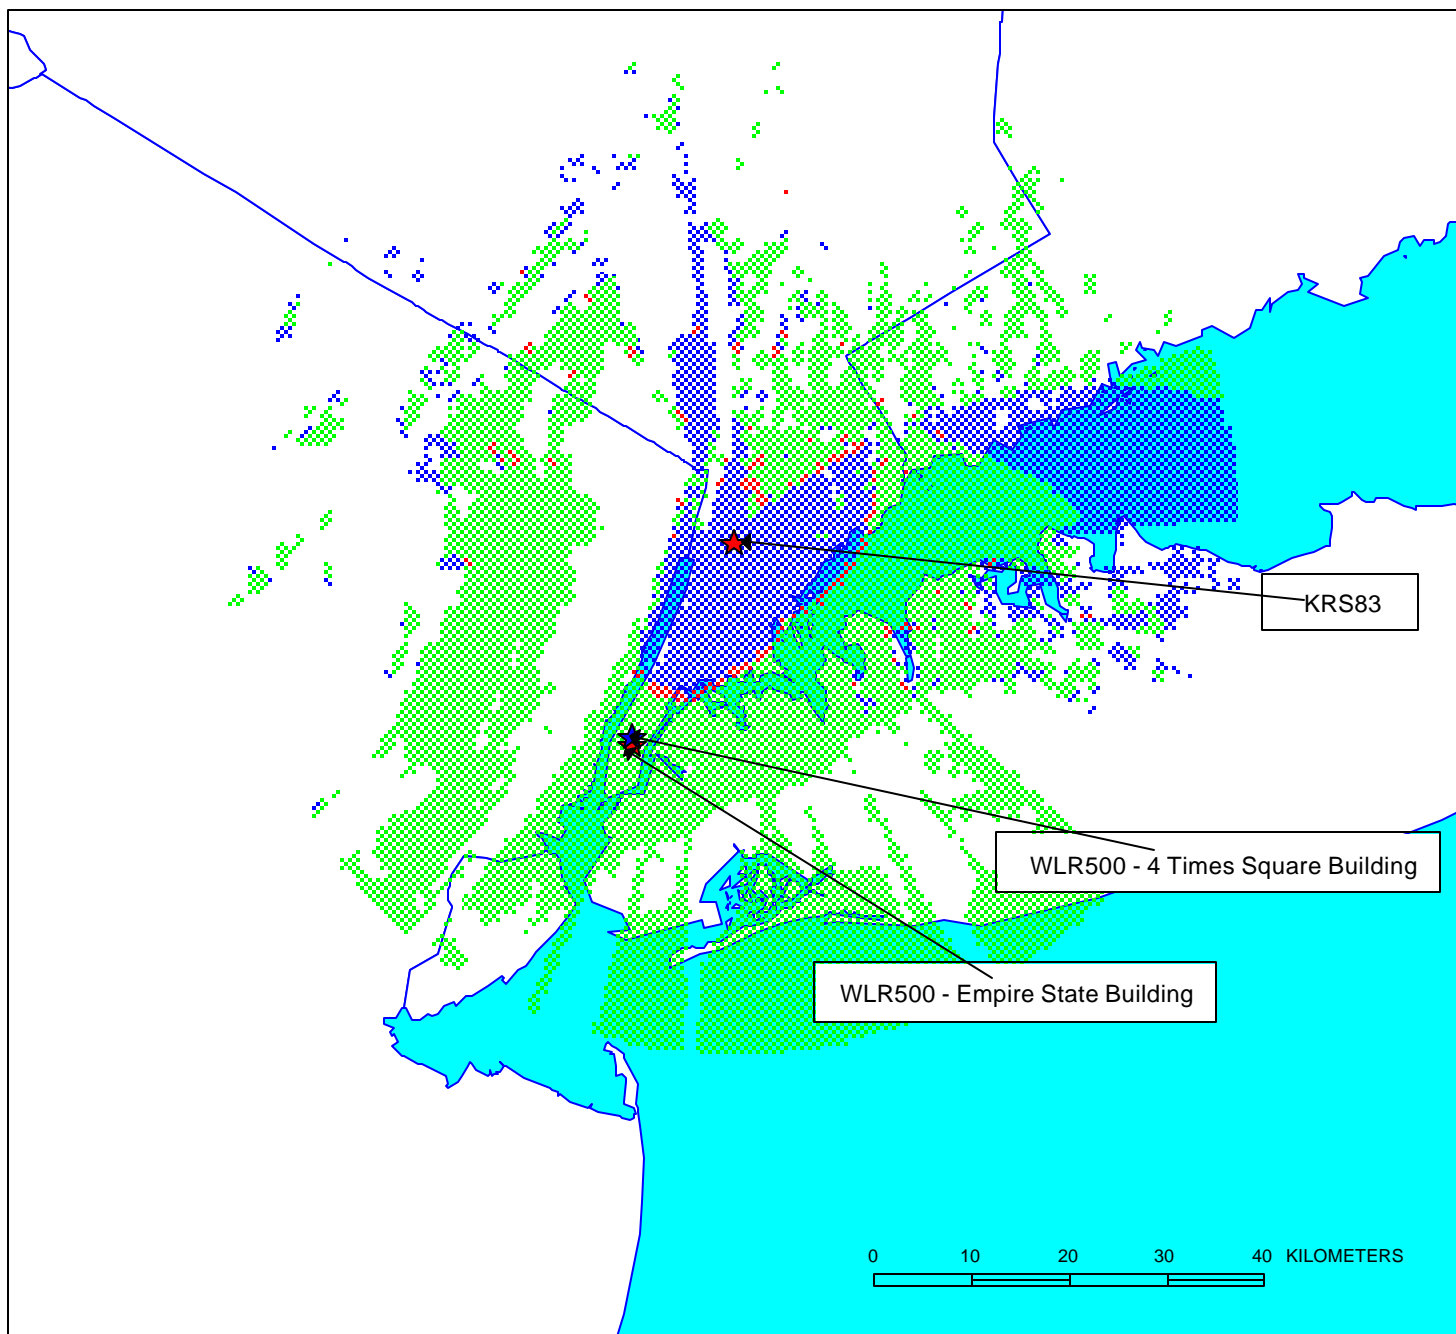 KRS83
WLR500 - 4 Times Square Building
WLR500 - Empire State Building
0 10 20 30 40 KILOMETERS